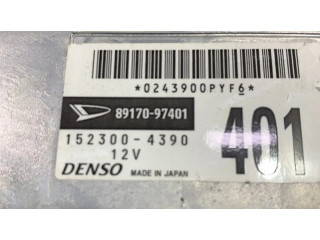 *0243900PYF6*
89170-97401
152300-4390
12V
401
DENSO MADE IN JAPAN